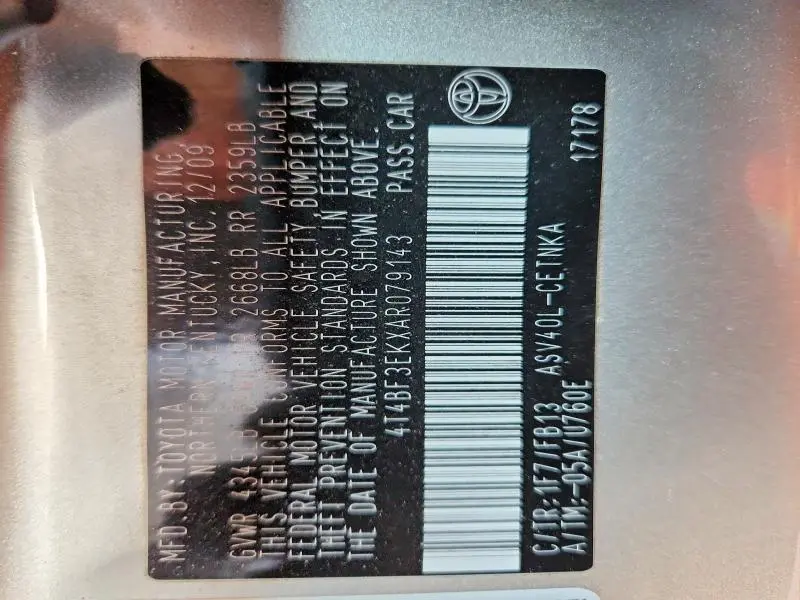 MFD.BY:TOYOTA MOTOR MANUFACTURING,
NORTHERN KENTUCKY,INC.12/09
GVWR 4345LB 2668LB RR 2359LB
THIS VEHICLE CONFORMS TO ALL APPLICABLE
FEDERAL MOTOR VEHICLE SAFETY BUMPER AND
THEFT PREVENTION STANDARDS IN EFFECT ON
THE DATE OF MANUFACTURE SHOWN ABOVE.
4T4BF3EKXAR079143 PASS.CAR
C/TR:1F7/FB13 ASV40L-CETNKA 17178
A/TM:-05A/U760E